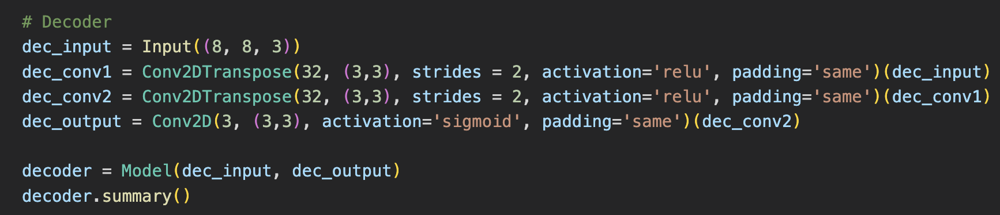 # Decoder
dec_input = Input((8, 8, 3))
dec_conv1 = Conv2DTranspose(32, (3,3), strides = 2, activation='relu', padding='same')(dec_input)
dec_conv2 = Conv2DTranspose(32, (3,3), strides = 2, activation='relu', padding='same')(dec_conv1)
dec_output = Conv2D(3, (3,3), activation='sigmoid', padding='same')(dec_conv2)
decoder = Model(dec_input, dec_output)
decoder.summary()